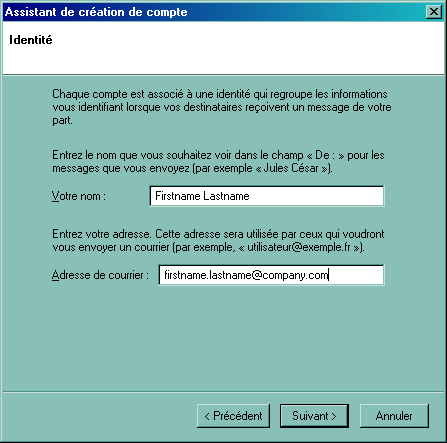 Assistant de création de compte
Identité
Chaque compte est associé à une identité qui regroupe les informations
vous identifiant lorsque vos destinataires reçoivent un message de votre
part.
Entrez le nom que vous souhaitez voir dans le champ « De : » pour les
messages que vous envoyez (par exemple « Jules César »).
Votre nom : Firstname Lastname
Entrez votre adresse. Cette adresse sera utilisée par ceux qui voudront
vous envoyer un courrier (par exemple, « utilisateur@exemple.fr »).
Adresse de courrier : firstname.lastname@company.com
< Précédent Suivant > Annuler